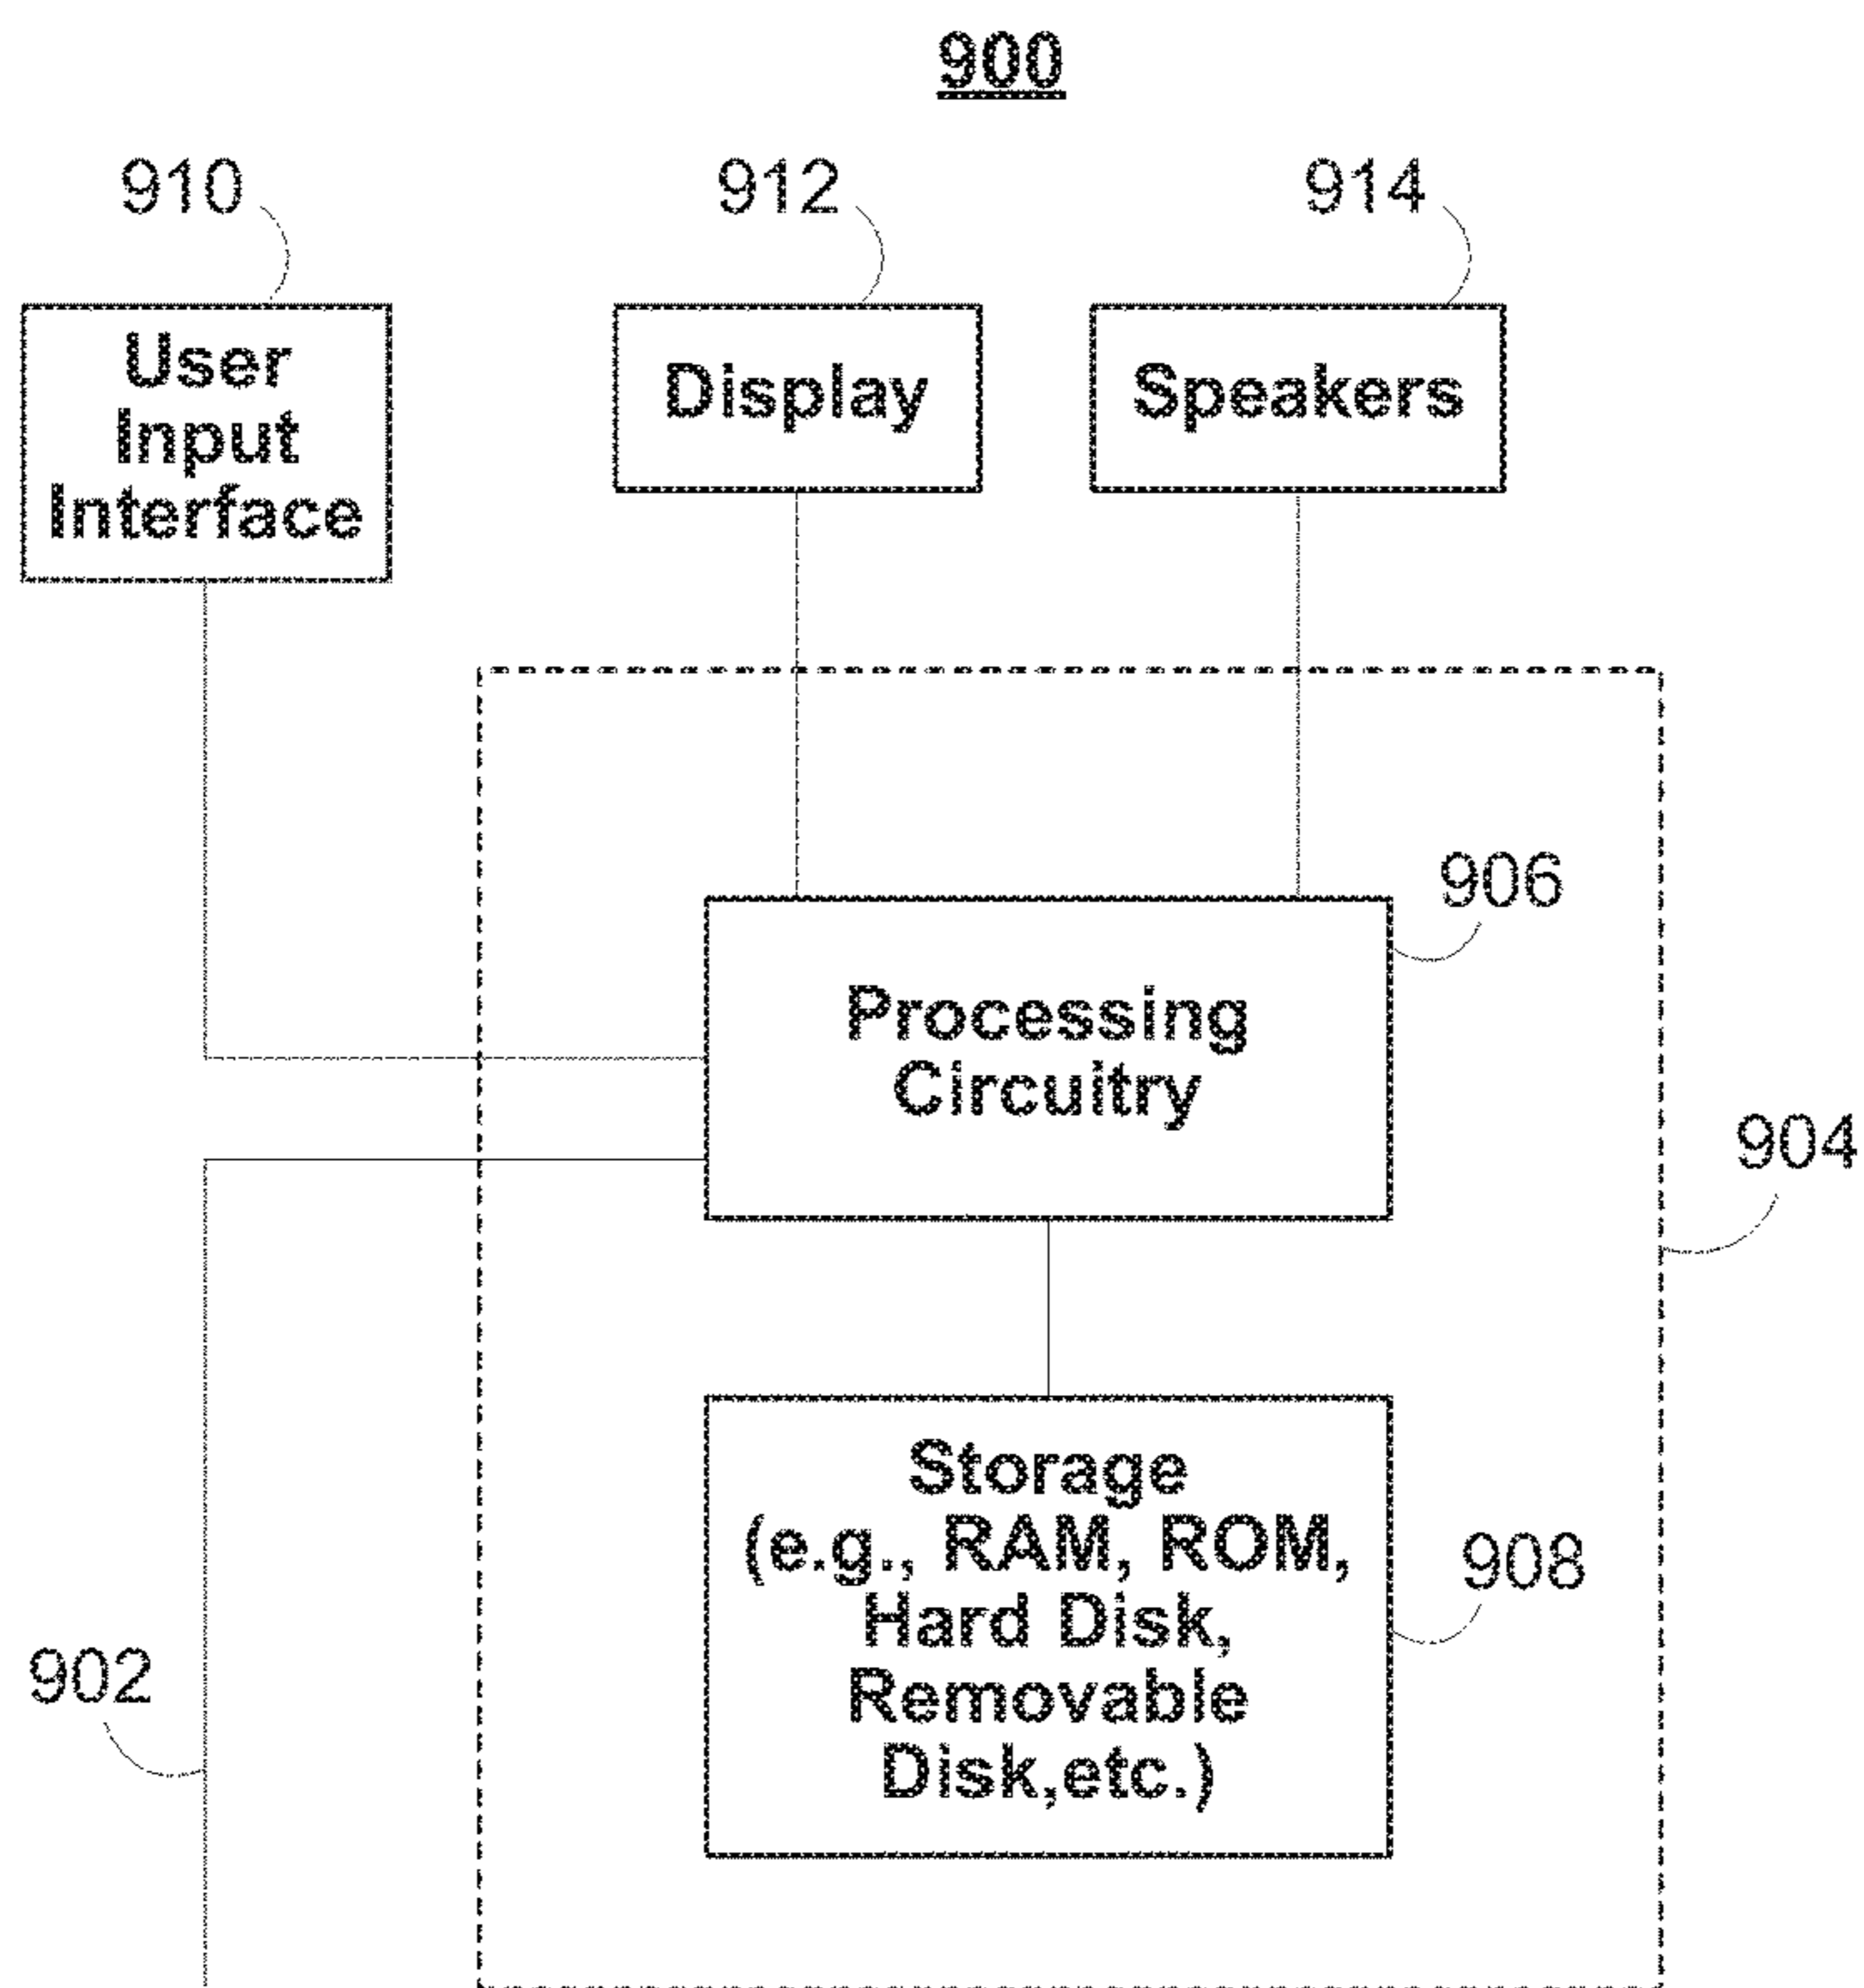 900
910
912
914
User
Input
Interface
Display
Speakers
906
Processing
Circuitry
904
Storage
(e.g., RAM, ROM,
Hard Disk,
Removable
Disk,etc.)
908
902